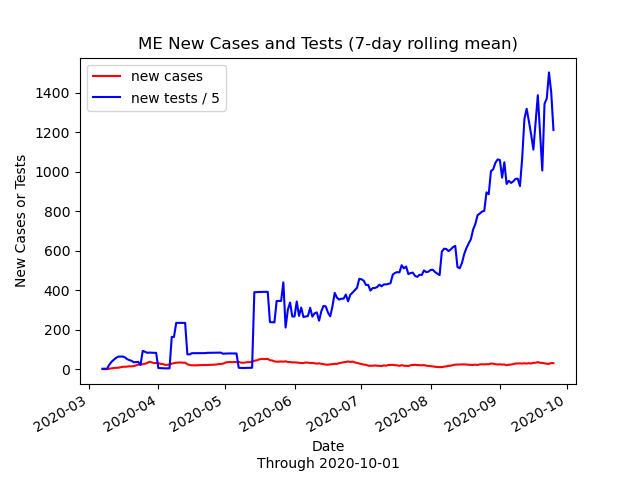 ME New Cases and Tests (7-day rolling mean)
new cases
new tests / 5
1400
1200
1000
800
600
400
200
0
New Cases or Tests
2020-03
2020-04
2020-05
2020-06
2020-07
2020-08
2020-09
2020-10
Date
Through 2020-10-01